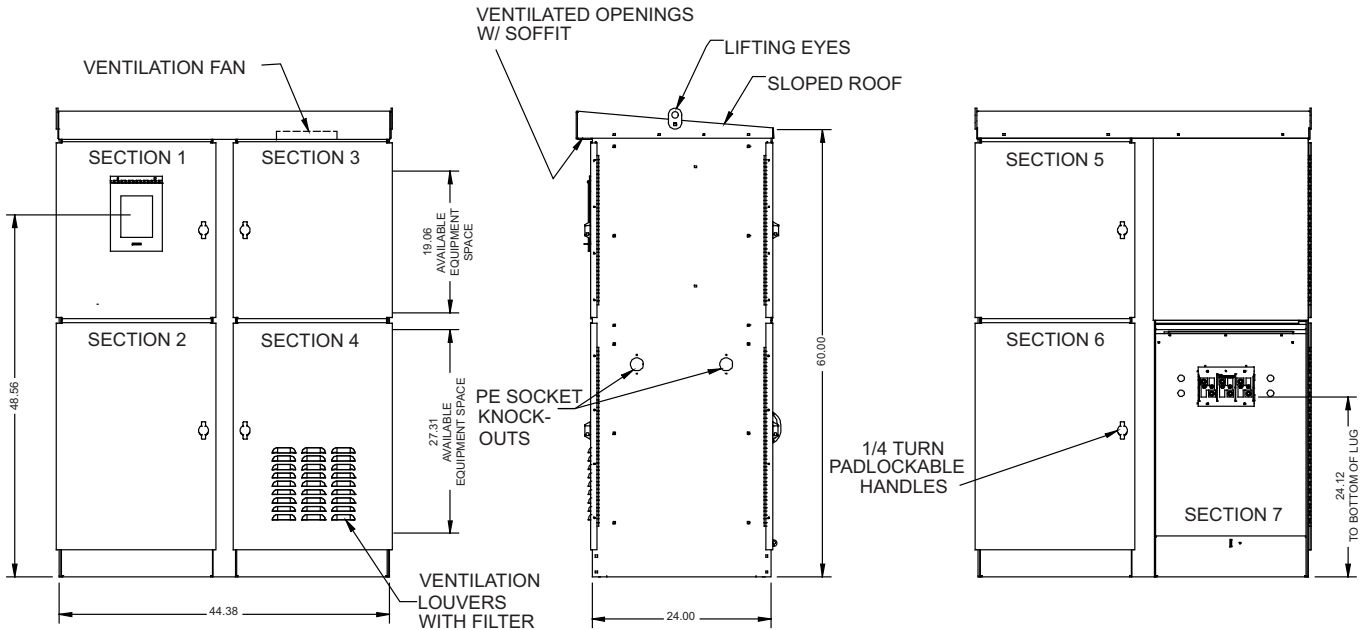 VENTILATED OPENINGS
W/ SOFFIT
LIFTING EYES
VENTILATION FAN
SLOPED ROOF
SECTION 1
SECTION 3
SECTION 5
19.06
AVAILABLE
EQUIPMENT
SPACE
SECTION 2
SECTION 4
SECTION 6
48.56
27.31
AVAILABLE
EQUIPMENT SPACE
60.00
PE SOCKET
KNOCK-
OUTS
1/4 TURN
PADLOCKABLE
HANDLES
24.12
TO BOTTOM OF LUG
SECTION 7
VENTILATION
LOUVERS
WITH FILTER
44.38
24.00